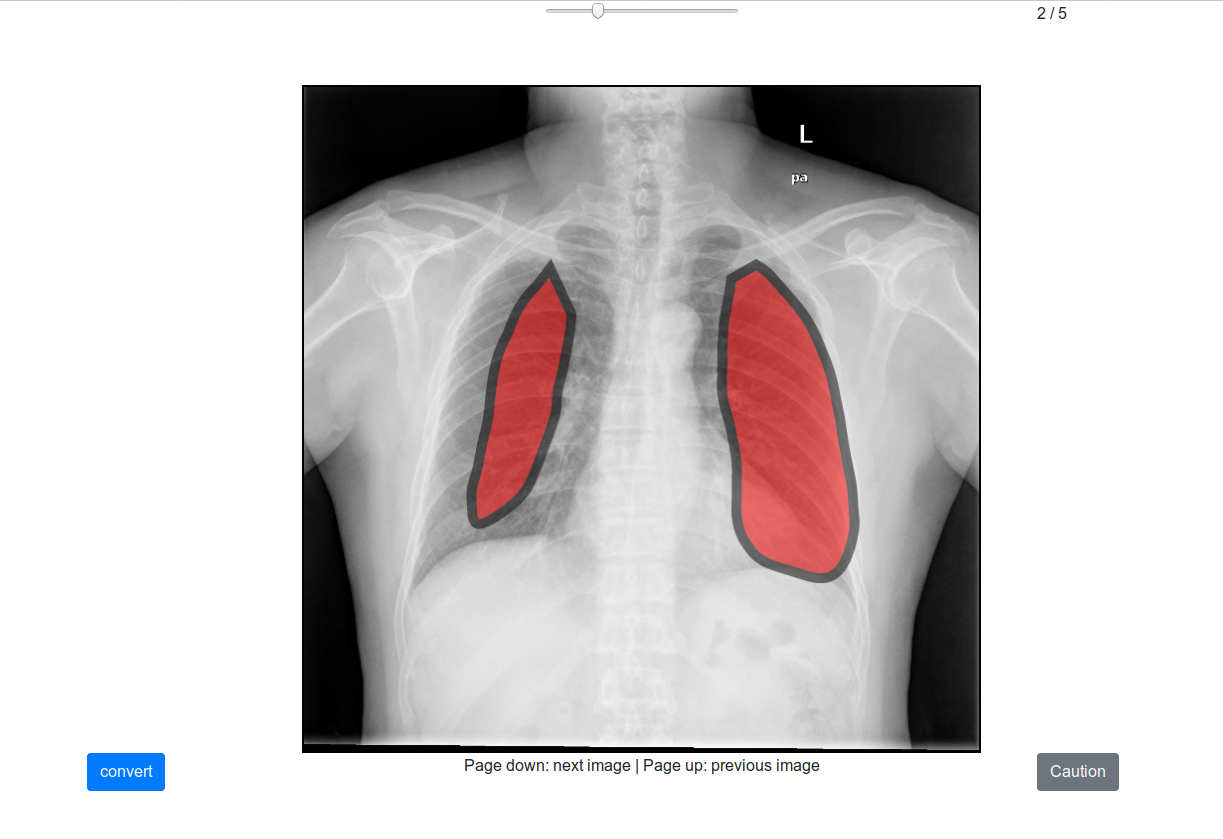 2 / 5
L
pa
convert
Page down: next image | Page up: previous image
Caution